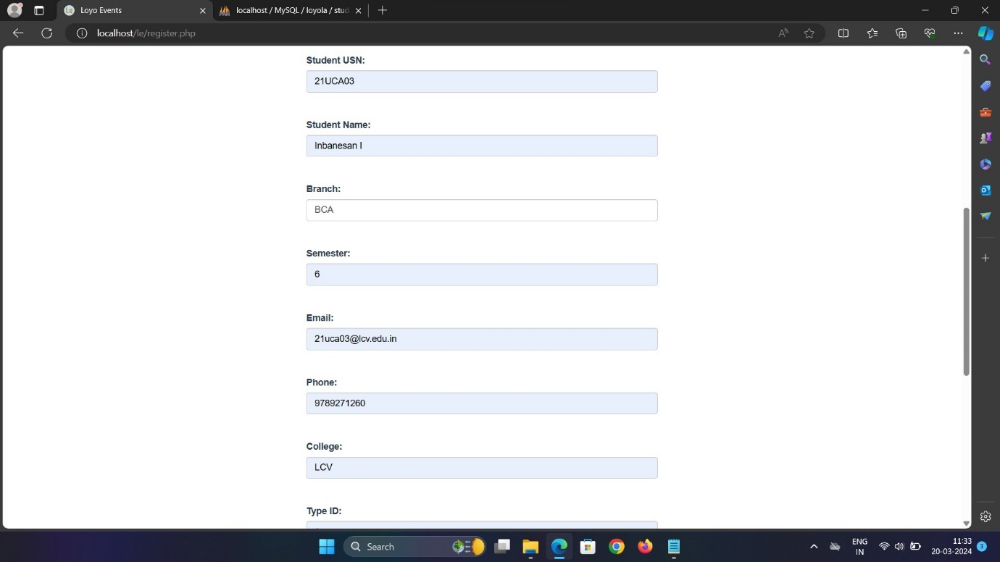 Loyo Events
localhost / MySQL / loyola / stud
localhost/le/register.php
Student USN:
21UCA03
Student Name:
Inbanesan I
Branch:
BCA
Semester:
6
Email:
21uca03@lcv.edu.in
Phone:
9789271260
College:
LCV
Type ID:
Search
ENG
IN
11:33
20-03-2024
3